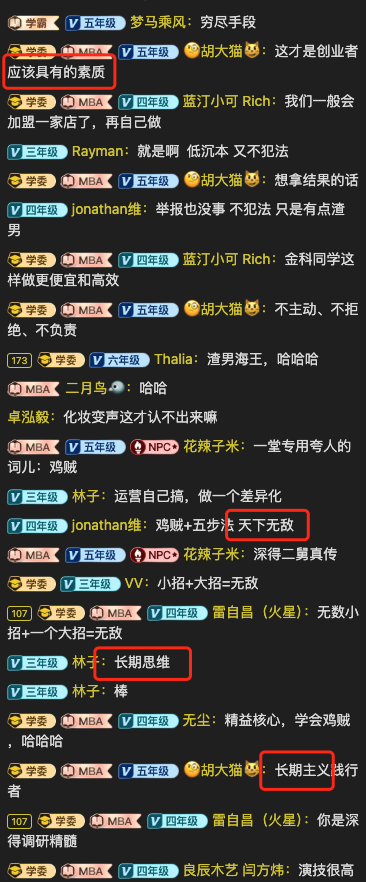 学霸 V 五年级 梦马乘风：穷尽手段
学委 MBA V 五年级 胡大猫：这才是创业者
应该具有的素质
学委 MBA V 四年级 蓝汀小可 Rich：我们一般会
加盟一家店了，再自己做
V 三年级 Rayman：就是啊 低沉本 又不犯法
学委 MBA V 五年级 胡大猫：想拿结果的话
V 四年级 jonathan维：举报也没事 不犯法 只是有点渣
男
学委 MBA V 四年级 蓝汀小可 Rich：金科同学这
样做更便宜和高效
学委 MBA V 五年级 胡大猫：不主动、不拒
绝、不负责
173 学委 V 六年级 Thalia：渣男海王，哈哈哈
MBA 二月鸟：哈哈
卓泓毅：化妆变声这才认不出来嘛
MBA V 五年级 NPC 花辣子米：一堂专用夸人的
词儿：鸡贼
V 三年级 林子：运营自己搞，做一个差异化
V 四年级 jonathan维：鸡贼+五步法 天下无敌
MBA V 五年级 NPC 花辣子米：深得二舅真传
学委 V 三年级 VV：小招+大招=无敌
107 学委 MBA V 四年级 雷自昌（火星）：无数小
招+一个大招=无敌
V 三年级 林子：长期思维
V 三年级 林子：棒
学委 MBA V 四年级 无尘：精益核心，学会鸡贼
，哈哈哈
学委 MBA V 五年级 胡大猫：长期主义践行
者
107 学委 MBA V 四年级 雷自昌（火星）：你是深
得调研精髓
学委 MBA V 四年级 良辰木艺 闫方炜：演技很高